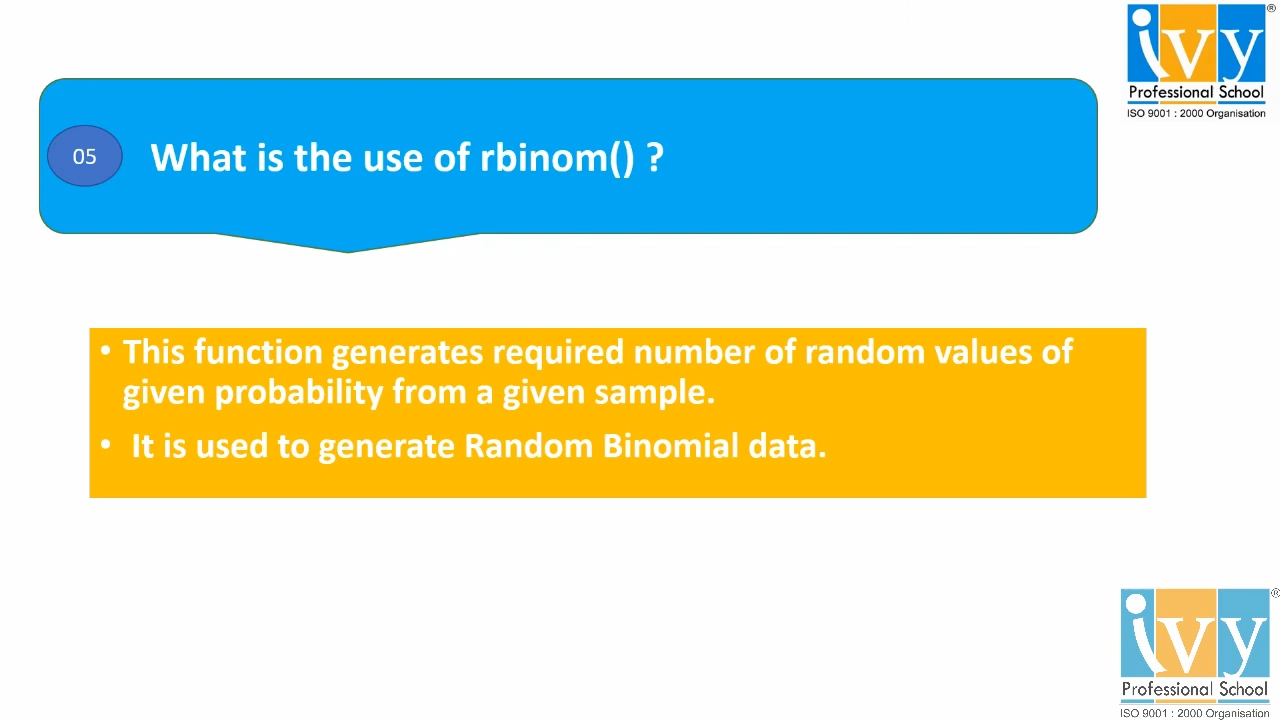 ivy
®
Professional School
ISO 9001 : 2000 Organisation
05
What is the use of rbinom() ?
• This function generates required number of random values of
given probability from a given sample.
• It is used to generate Random Binomial data.
ivy
®
Professional School
ISO 9001 : 2000 Organisation